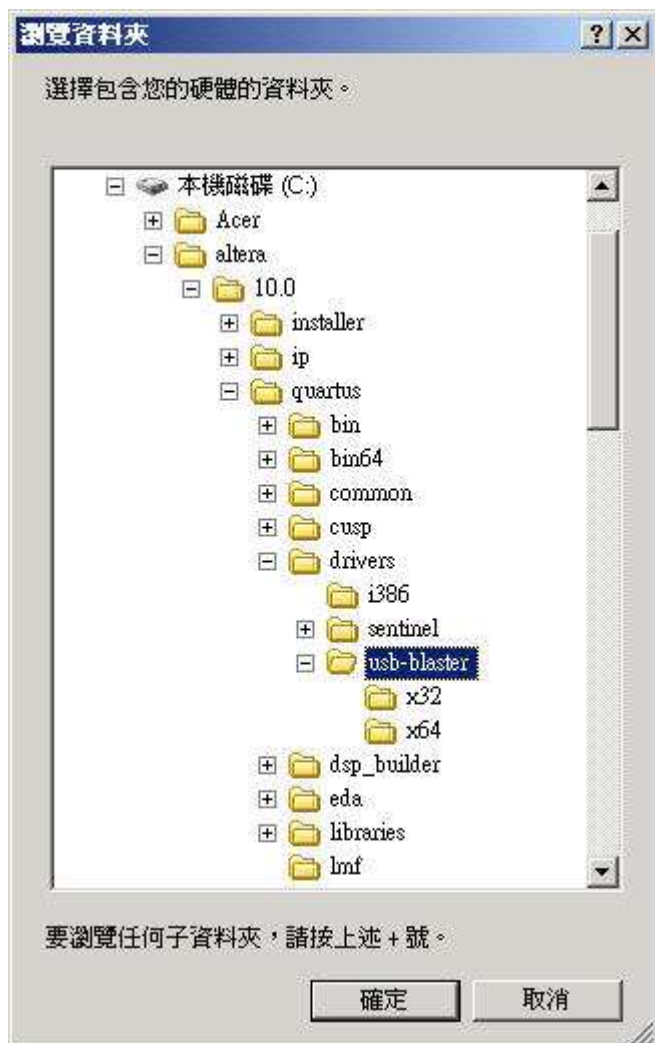 瀏覽資料夾
選擇包含您的硬體的資料夾。
本機磁碟 (C:)
Acer
altera
10.0
installer
ip
quartus
bin
bin64
common
cusp
drivers
i386
sentinel
usb-blaster
x32
x64
dsp_builder
eda
libraries
lmf
要瀏覽任何子資料夾，請按上述 + 號。
確定 取消